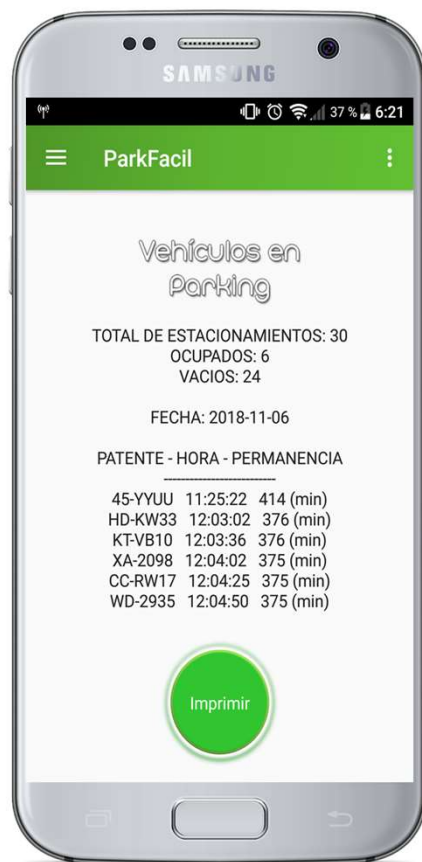 SAMSUNG
37 % 6:21
ParkFacil
Vehículos en
Parking
TOTAL DE ESTACIONAMIENTOS: 30
OCUPADOS: 6
VACIOS: 24
FECHA: 2018-11-06
PATENTE - HORA - PERMANENCIA
--------------------------
45-YYUU 11:25:22 414 (min)
HD-KW33 12:03:02 376 (min)
KT-VB10 12:03:36 376 (min)
XA-2098 12:04:02 375 (min)
CC-RW17 12:04:25 375 (min)
WD-2935 12:04:50 375 (min)
Imprimir